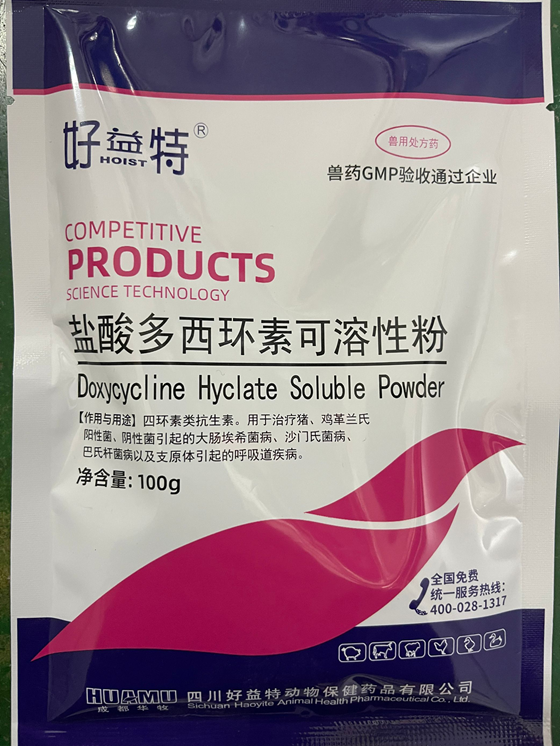 好益特®
HOIST
兽用处方药
兽药GMP验收通过企业
COMPETITIVE
PRODUCTS
SCIENCE TECHNOLOGY
盐酸多西环素可溶性粉
Doxycycline Hyclate Soluble Powder
【作用与用途】四环素类抗生素。用于治疗猪、鸡革兰氏
阳性菌、阴性菌引起的大肠埃希菌病、沙门氏菌病、
巴氏杆菌病以及支原体引起的呼吸道疾病。
净含量: 100g
全国免费
统一服务热线:
400-028-1317
HUAMU
成都华牧
四川好益特动物保健药品有限公司
Sichuan Haoyite Animal Health Pharmaceutical Co., Ltd.